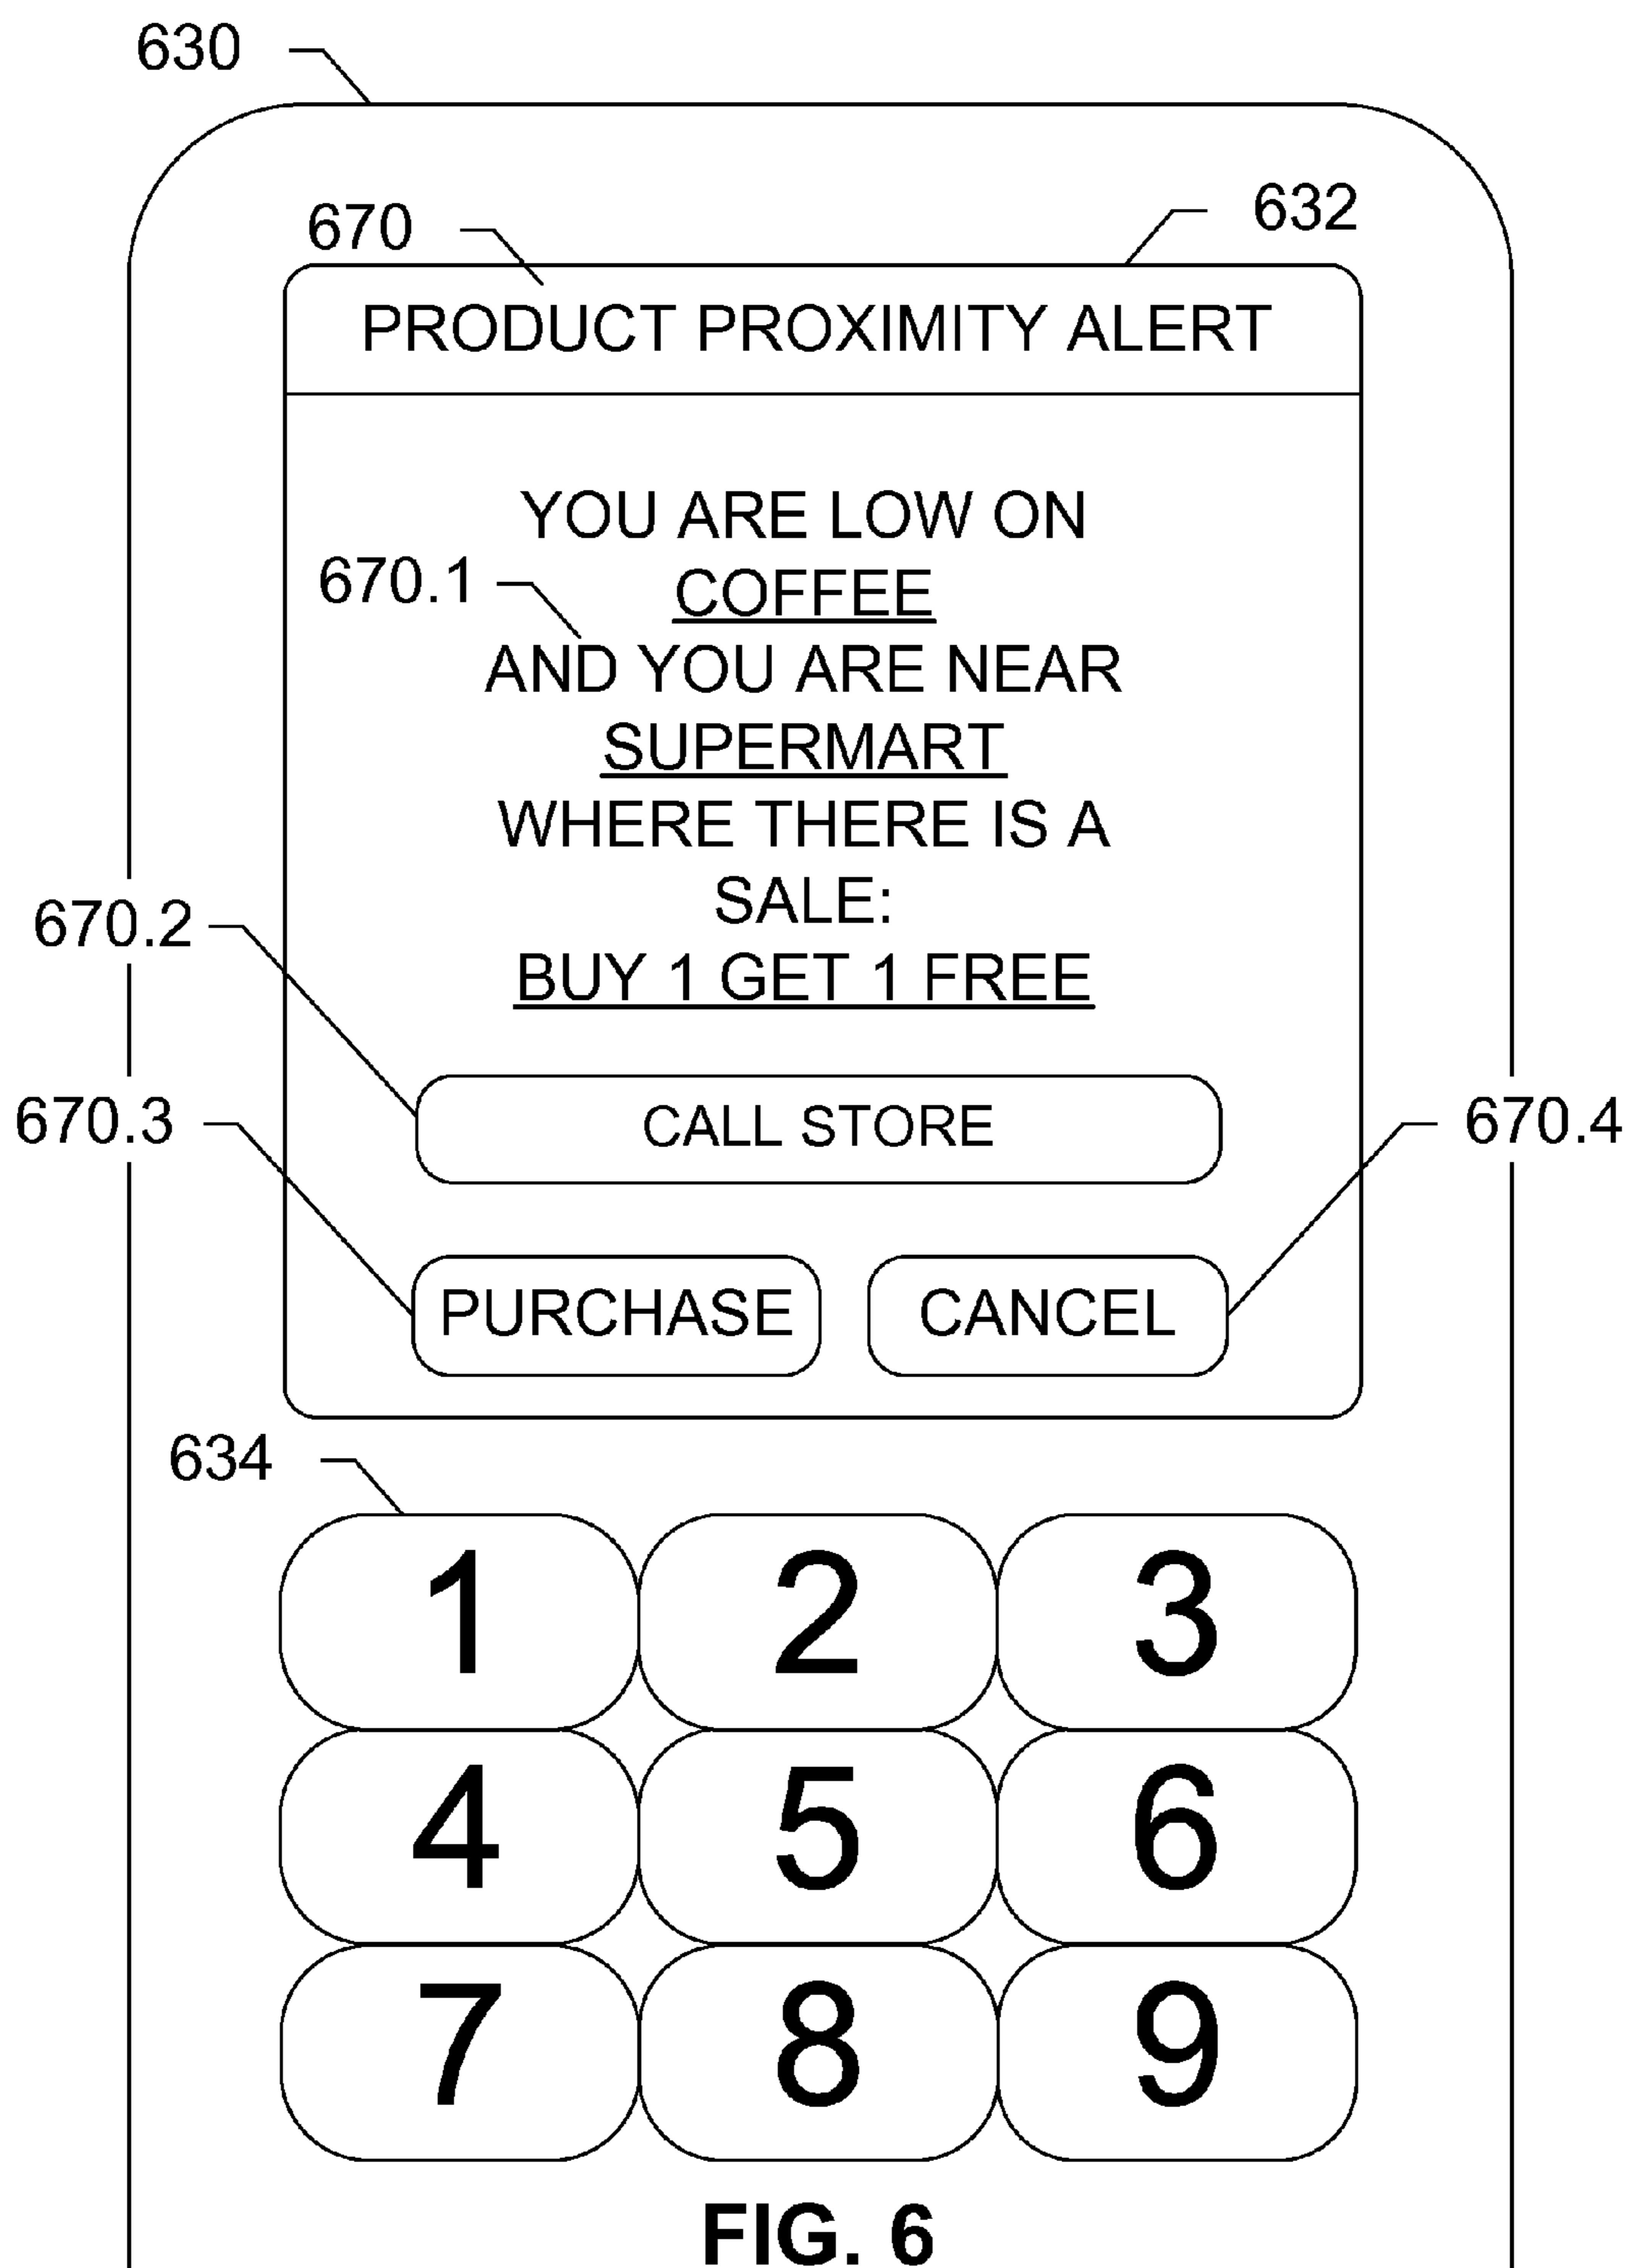 630
670
632
PRODUCT PROXIMITY ALERT
YOU ARE LOW ON
670.1
COFFEE
AND YOU ARE NEAR
SUPERMART
WHERE THERE IS A
SALE:
670.2
BUY 1 GET 1 FREE
CALL STORE
670.3
670.4
PURCHASE
CANCEL
634
1 2 3
4 5 6
7 8 9
FIG. 6